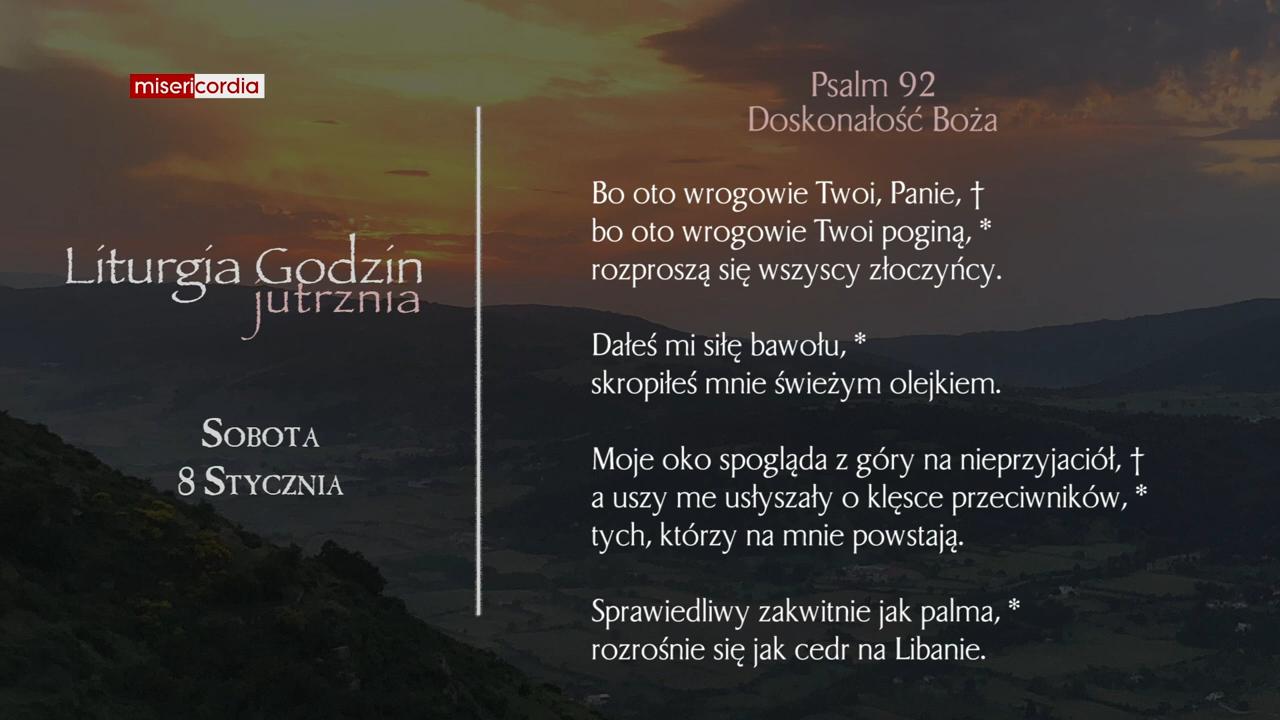 misericordia
Liturgia Godzin
jutrznia
Sobota
8 Stycznia
Psalm 92
Doskonałość Boża
Bo oto wrogowie Twoi, Panie, †
bo oto wrogowie Twoi poginą, *
rozproszą się wszyscy złoczyńcy.
Dałeś mi siłę bawołu, *
skropiłeś mnie świeżym olejkiem.
Moje oko spogląda z góry na nieprzyjaciół, †
a uszy me usłyszały o klęsce przeciwników, *
tych, którzy na mnie powstają.
Sprawiedliwy zakwitnie jak palma, *
rozrośnie się jak cedr na Libanie.